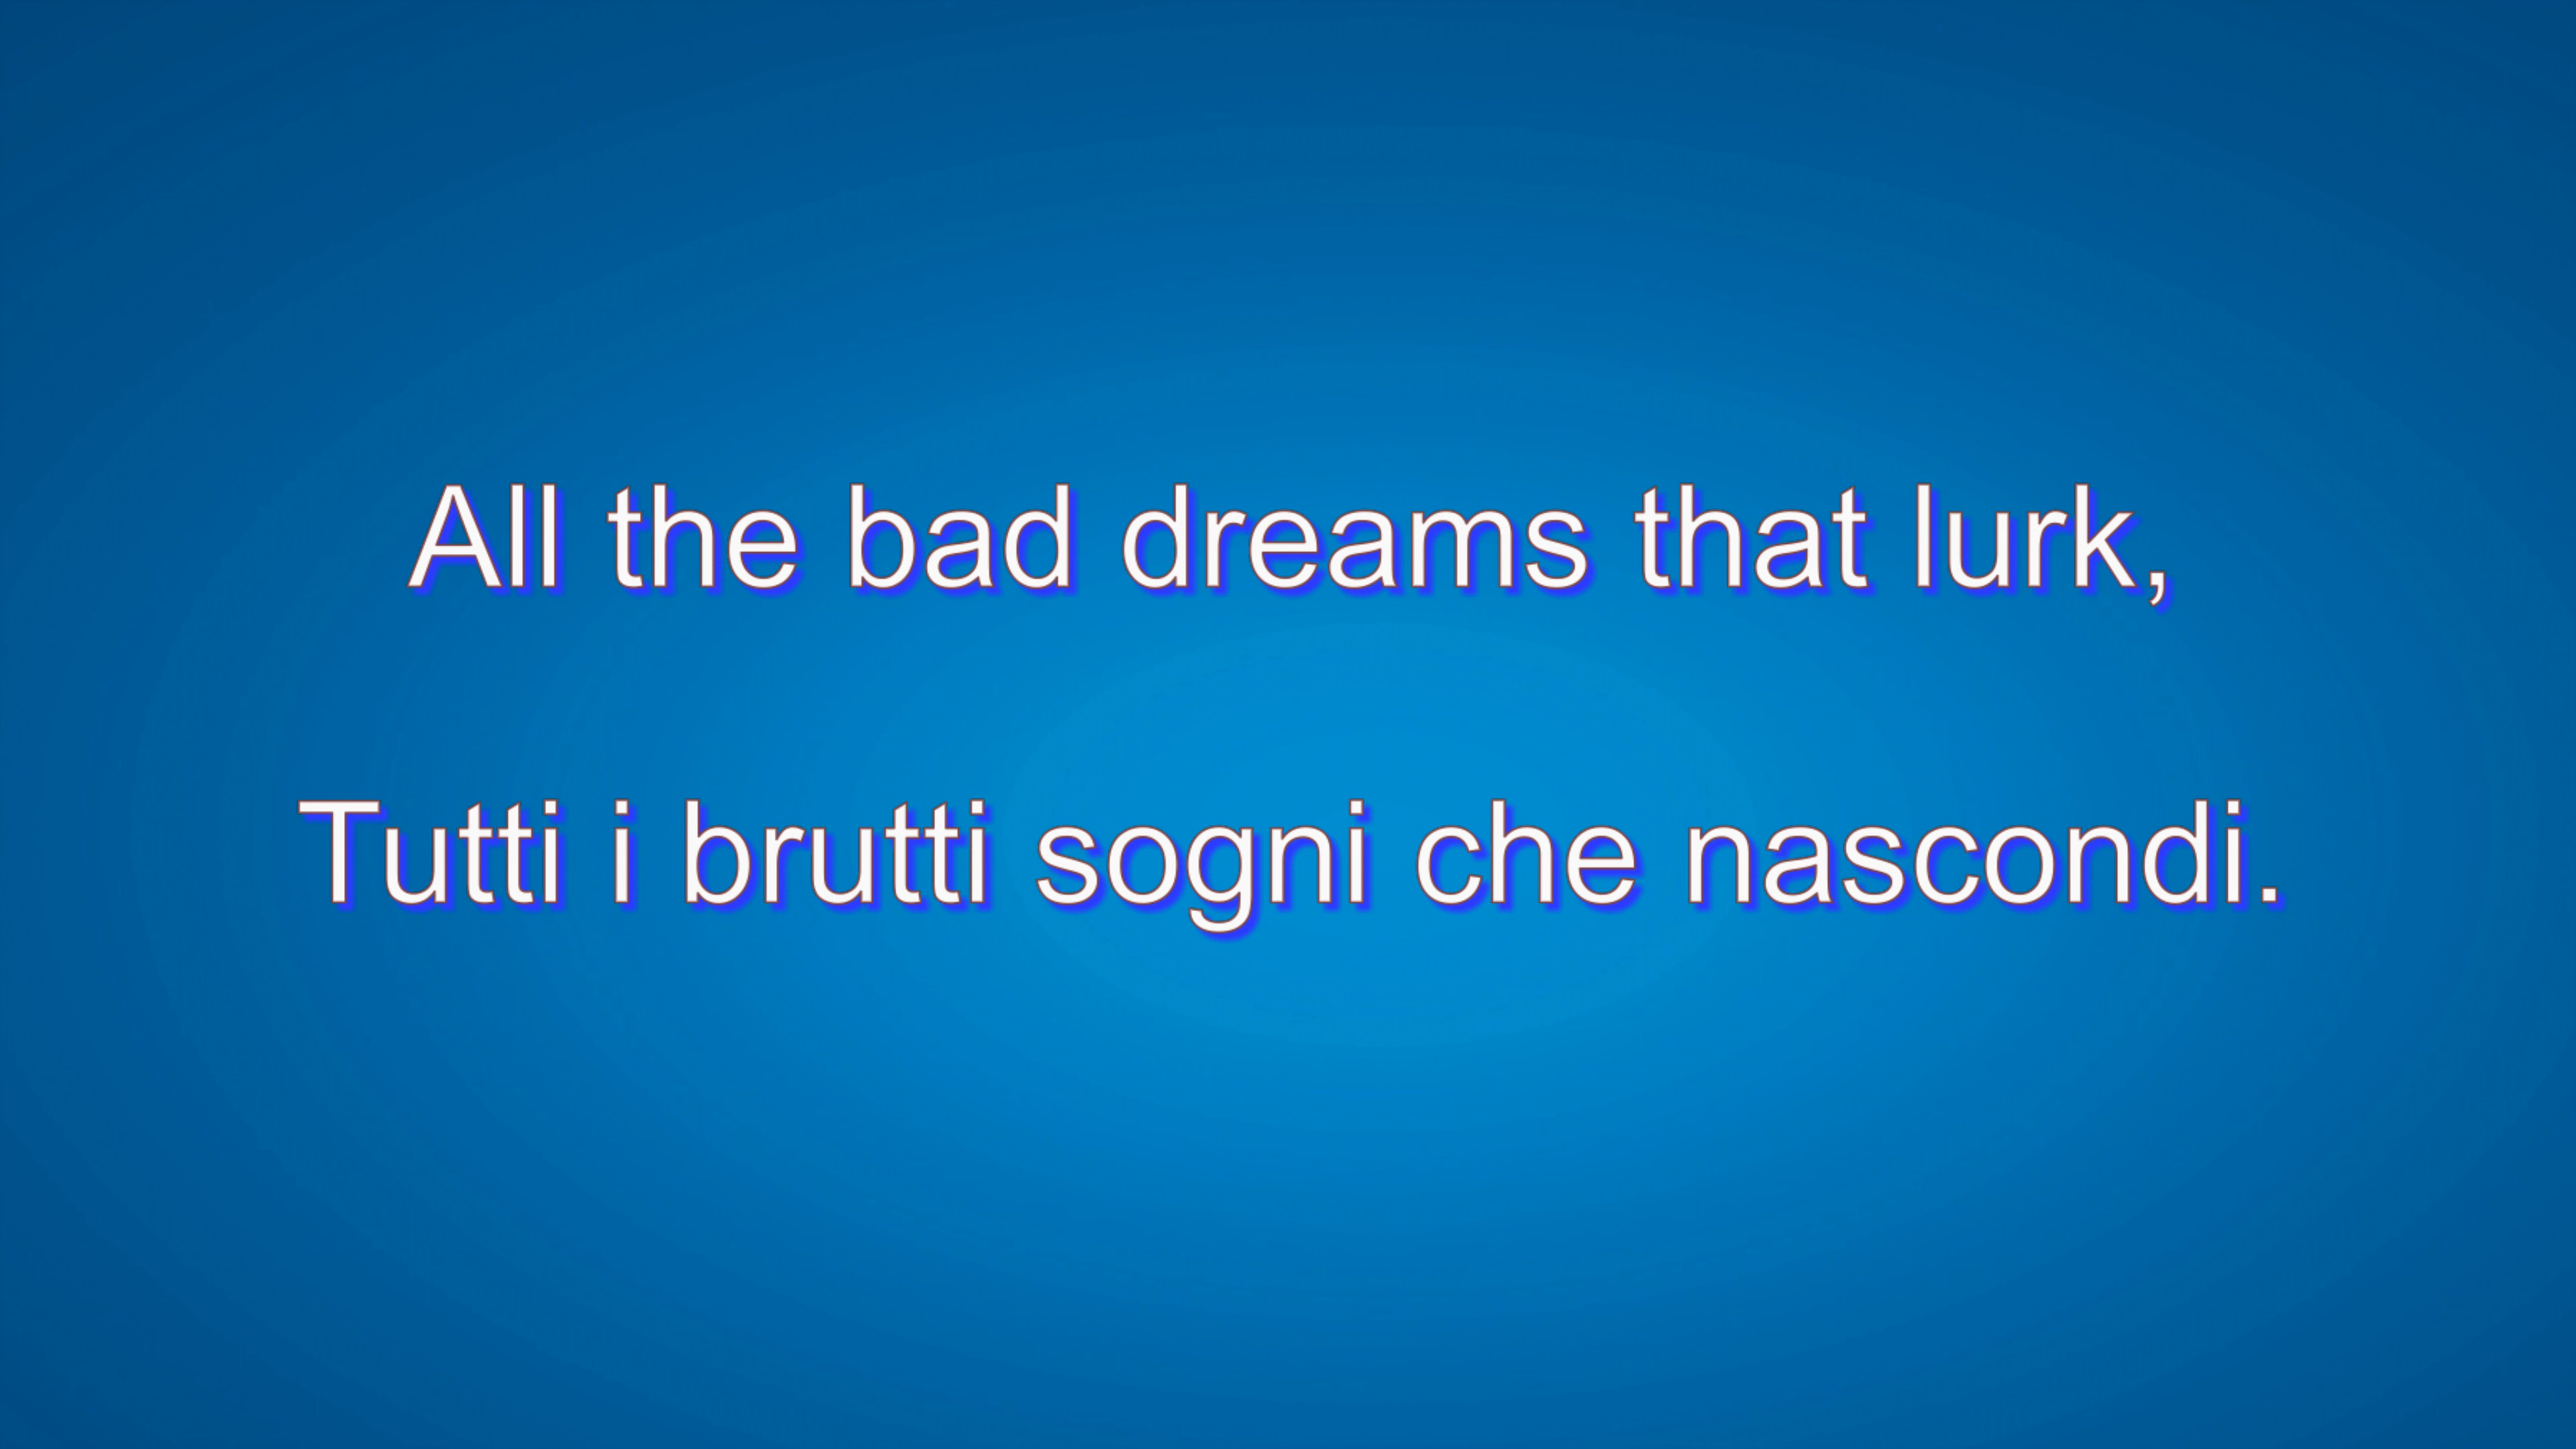 All the bad dreams that lurk,
Tutti i brutti sogni che nascondi.